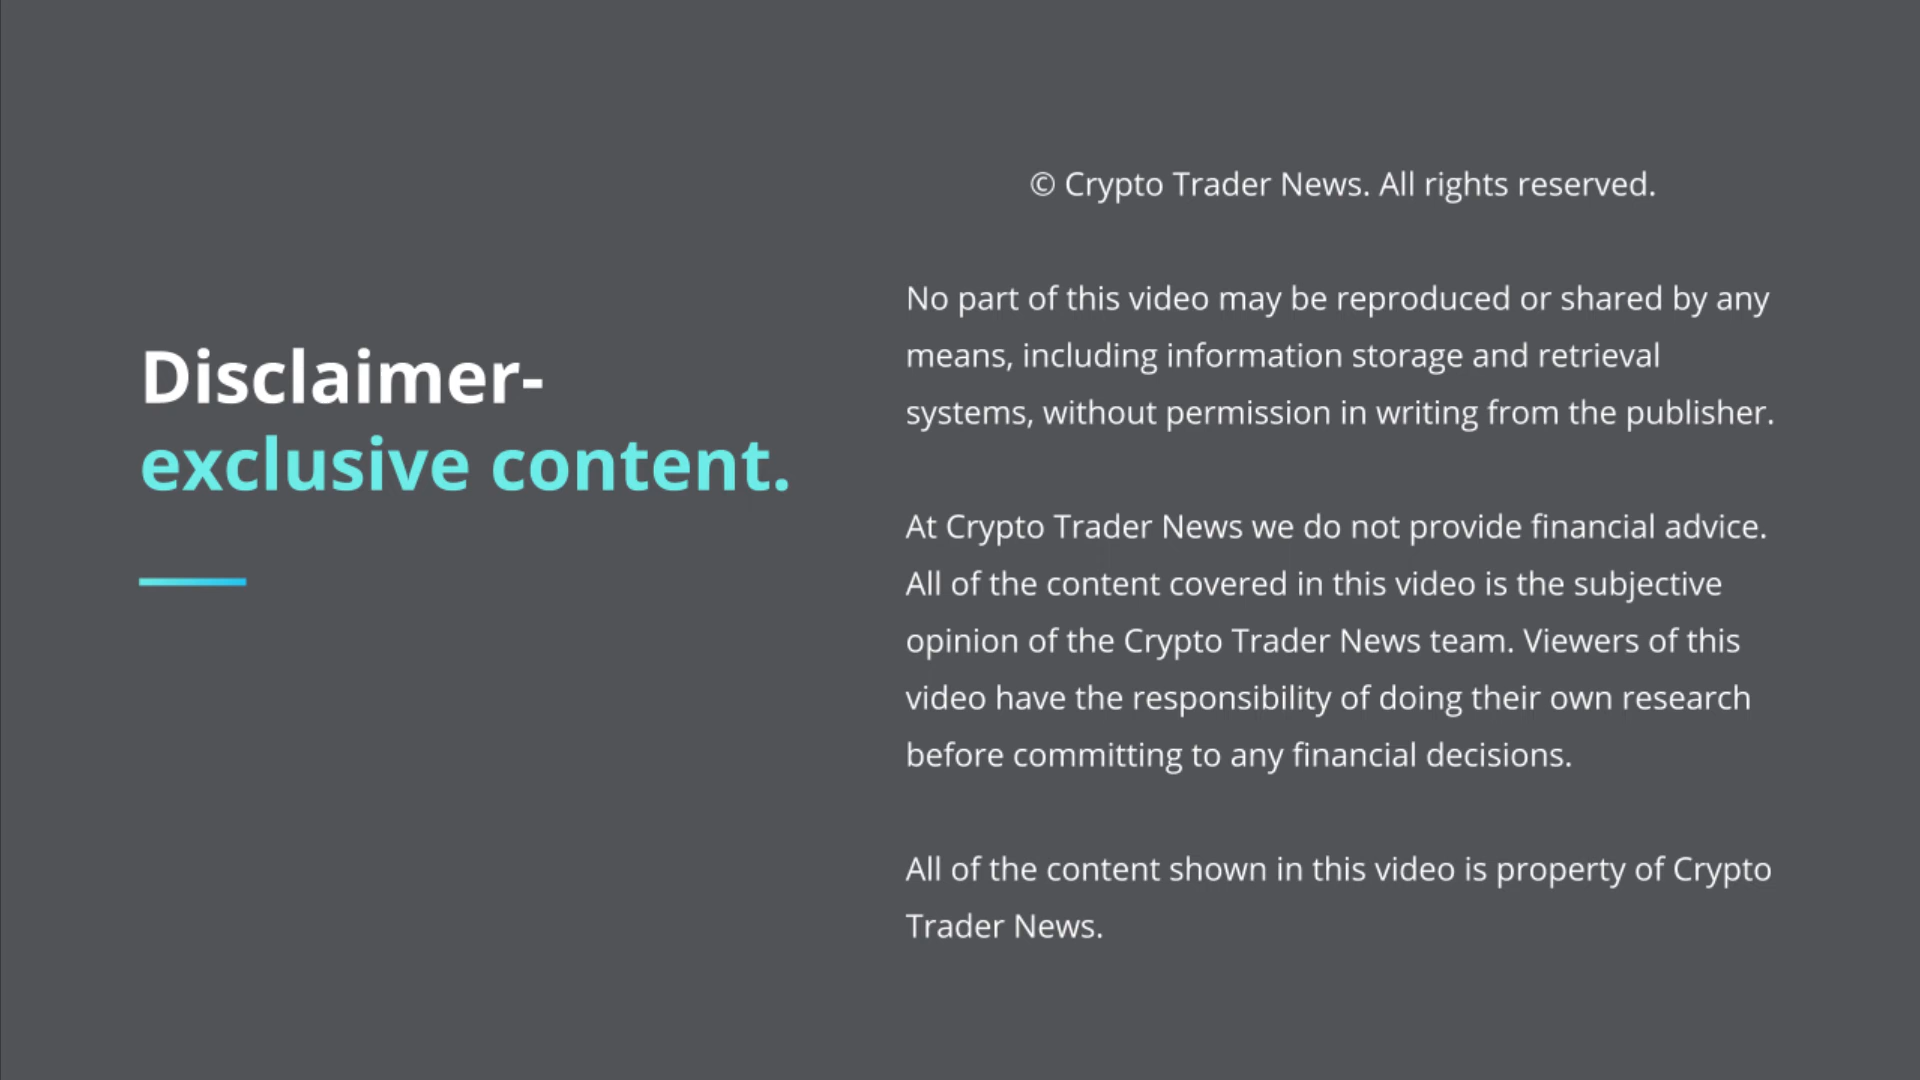 Disclaimer-
exclusive content.
© Crypto Trader News. All rights reserved.
No part of this video may be reproduced or shared by any
means, including information storage and retrieval
systems, without permission in writing from the publisher.
At Crypto Trader News we do not provide financial advice.
All of the content covered in this video is the subjective
opinion of the Crypto Trader News team. Viewers of this
video have the responsibility of doing their own research
before committing to any financial decisions.
All of the content shown in this video is property of Crypto
Trader News.